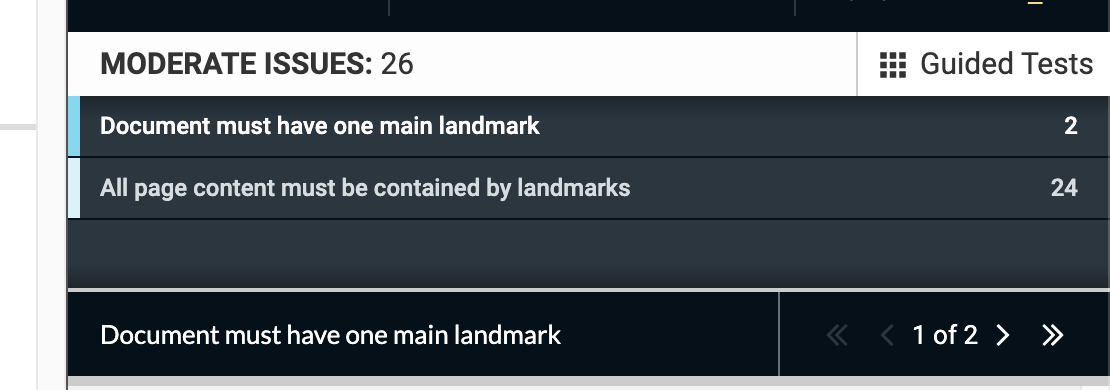 MODERATE ISSUES: 26
Guided Tests
Document must have one main landmark 2
All page content must be contained by landmarks 24
Document must have one main landmark
1 of 2